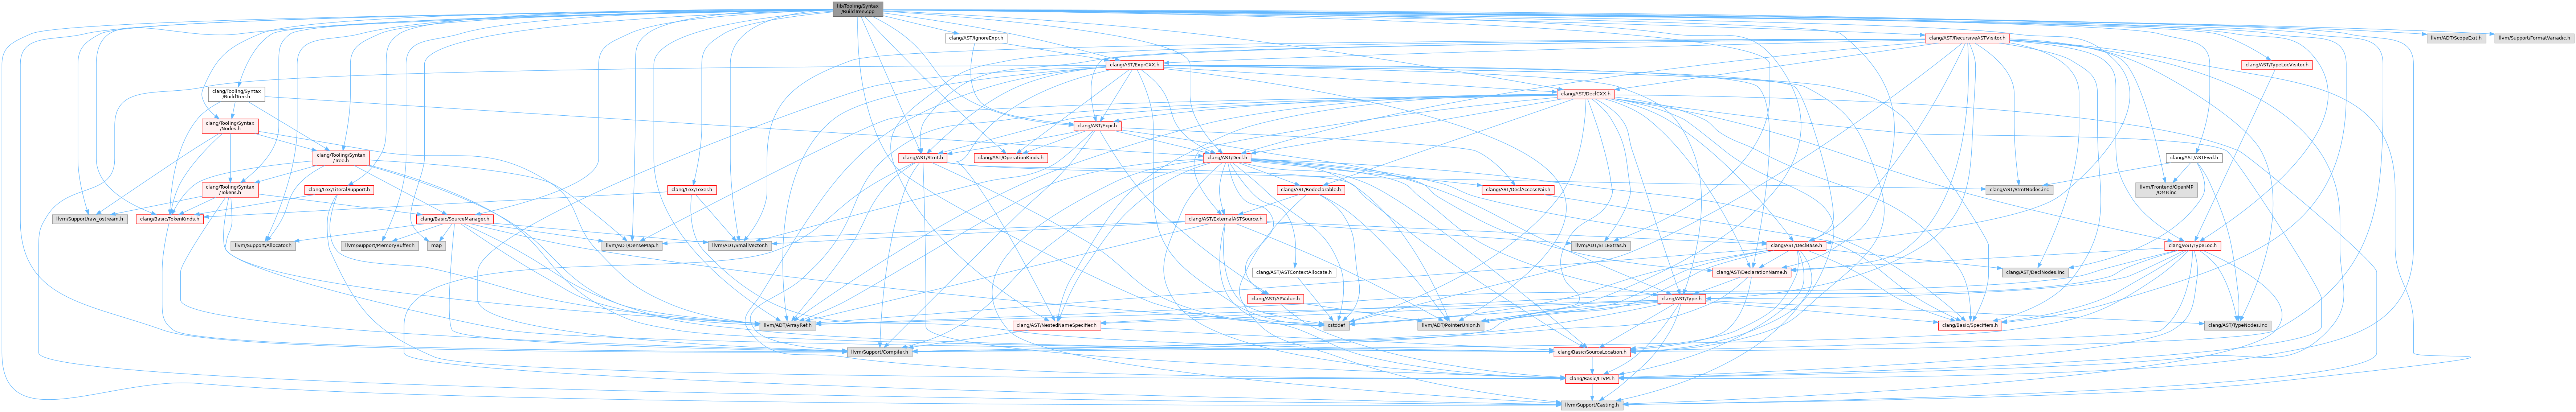 lib/Tooling/Syntax
/BuildTree.cpp
clang/AST/IgnoreExpr.h
clang/AST/RecursiveASTVisitor.h
llvm/ADT/ScopeExit.h
llvm/Support/FormatVariadic.h
clang/AST/ExprCXX.h
clang/AST/TypeLocVisitor.h
clang/Tooling/Syntax
/BuildTree.h
clang/AST/DeclCXX.h
clang/Tooling/Syntax
/Nodes.h
clang/AST/Expr.h
clang/Tooling/Syntax
/Tree.h
clang/AST/Stmt.h
clang/AST/OperationKinds.h
clang/AST/Decl.h
clang/AST/ASTFwd.h
clang/Tooling/Syntax
/Tokens.h
clang/Lex/LiteralSupport.h
clang/Lex/Lexer.h
clang/AST/Redeclarable.h
clang/AST/DeclAccessPair.h
clang/AST/StmtNodes.inc
llvm/Frontend/OpenMP
/OMP.inc
llvm/Support/raw_ostream.h
clang/Basic/TokenKinds.h
clang/Basic/SourceManager.h
clang/AST/ExternalASTSource.h
llvm/Support/Allocator.h
llvm/Support/MemoryBuffer.h
map
llvm/ADT/DenseMap.h
llvm/ADT/SmallVector.h
llvm/ADT/STLExtras.h
clang/AST/DeclBase.h
clang/AST/TypeLoc.h
clang/AST/ASTContextAllocate.h
clang/AST/DeclarationName.h
clang/AST/DeclNodes.inc
clang/AST/APValue.h
clang/AST/Type.h
llvm/ADT/ArrayRef.h
clang/AST/NestedNameSpecifier.h
cstddef
llvm/ADT/PointerUnion.h
clang/Basic/Specifiers.h
clang/AST/TypeNodes.inc
llvm/Support/Compiler.h
clang/Basic/SourceLocation.h
clang/Basic/LLVM.h
llvm/Support/Casting.h